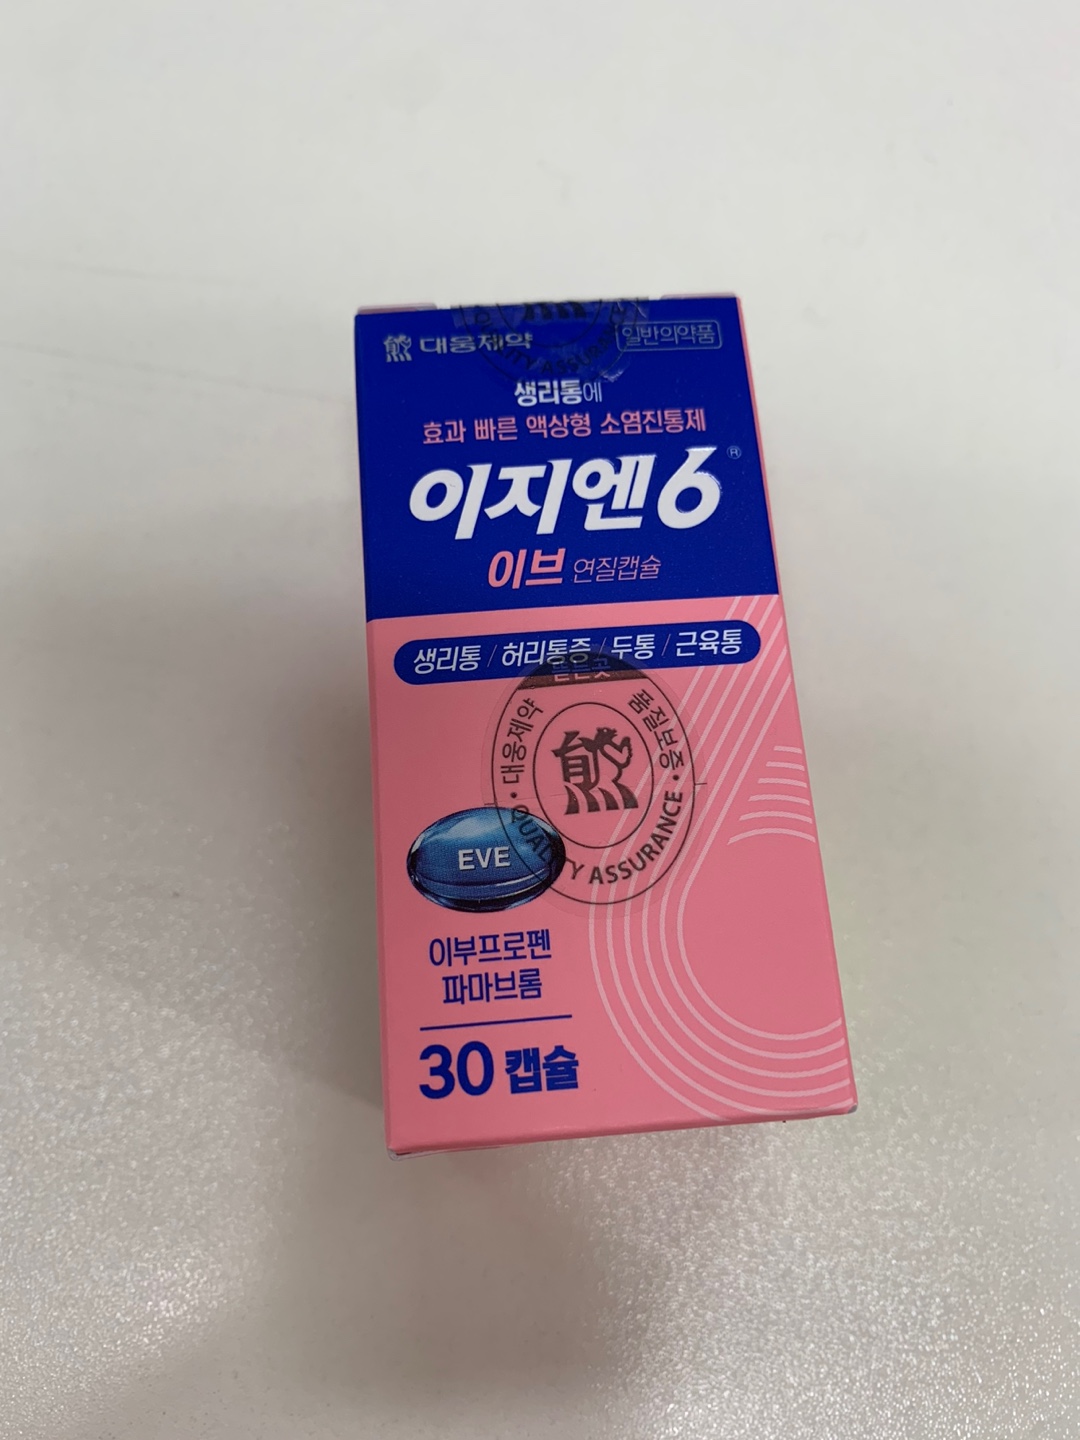 대웅제약
일반의약품
생리통에
효과 빠른 액상형 소염진통제
이지엔6®
이브 연질캡슐
생리통 / 허리통증 / 두통 / 근육통
뜯는곳
대웅제약 · 품질보증 · QUALITY ASSURANCE
EVE
이부프로펜
파마브롬
30 캡슐